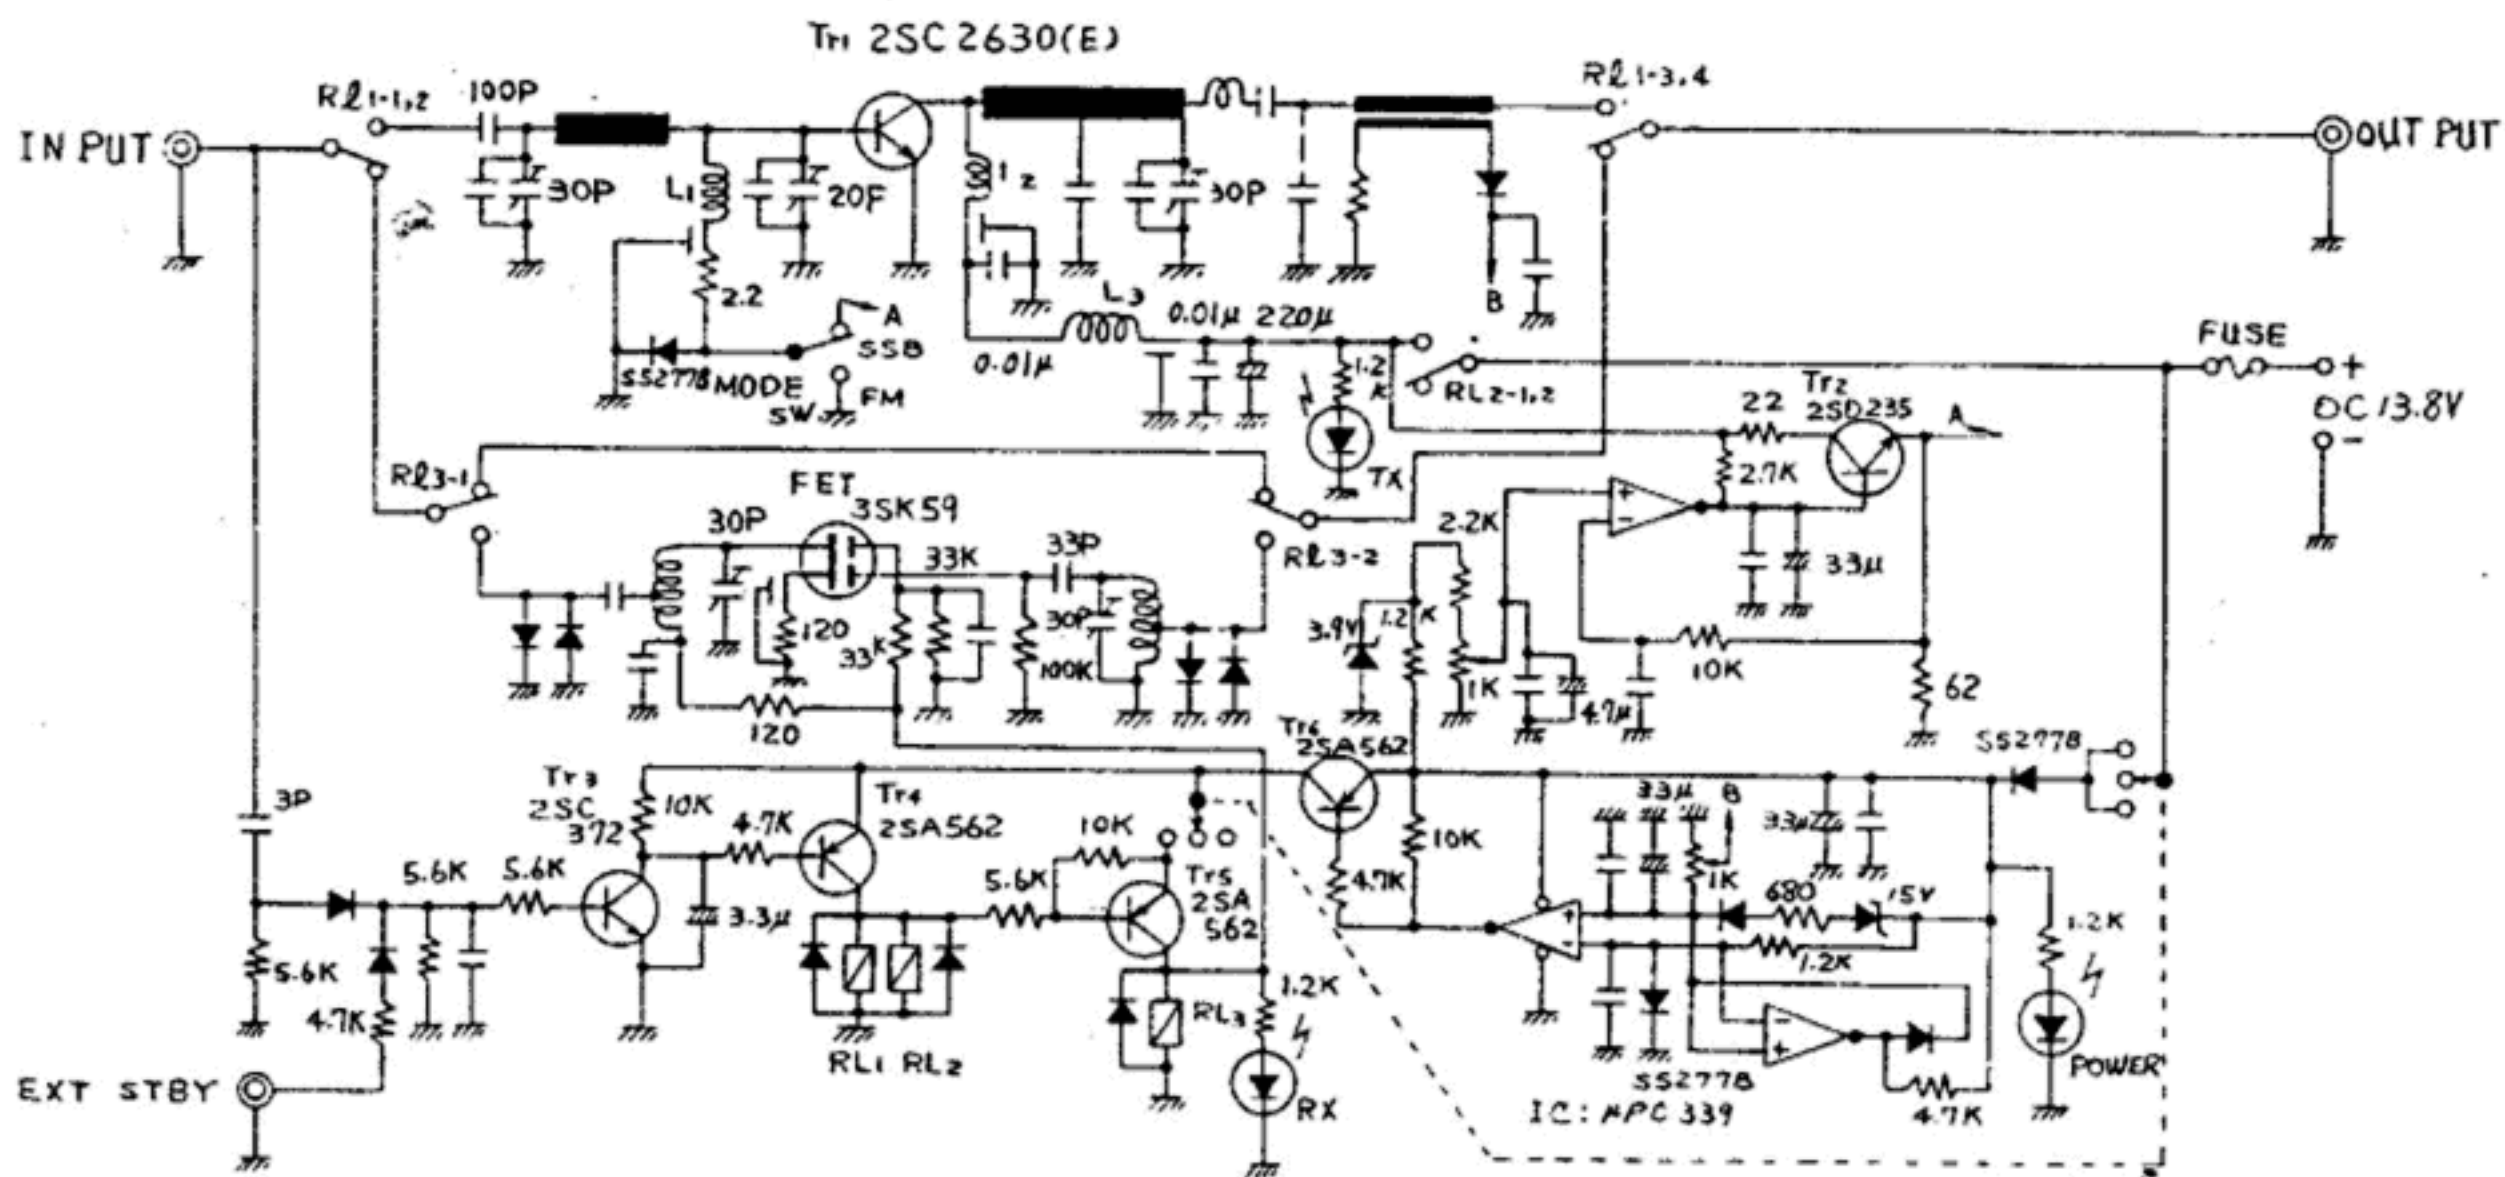 Tr1 2SC2630(E)
Rl1-1,2
100P
Rl1-3.4
INPUT
OUTPUT
30P
L1
20F
30P
2.2
B
L3
0.01μ
220μ
A
SSB
SS277B
MODE
SW
FM
0.01μ
1.2
K
RL2-1,2
FUSE
+
DC 13.8V
-
Tr2
2SD235
22
A
TX
2.7K
Rl3-1
FET
3SK59
30P
33K
33P
Rl3-2
2.2K
+
-
33μ
120
33K
30P
100K
3.9V
1.2K
1K
4.7μ
10K
62
120
Tr6
2SA562
SS277B
3P
Tr3
2SC
372
10K
4.7K
Tr4
2SA562
10K
33μ
B
33μ
10K
4.7K
1K
680
15V
1.2K
5.6K
5.6K
3.3μ
5.6K
Tr5
2SA
562
+
-
1.2K
5.6K
4.7K
1.2K
RL3
-
+
POWER
EXT STBY
RL1 RL2
RX
SS277B
4.7K
IC: μPC339